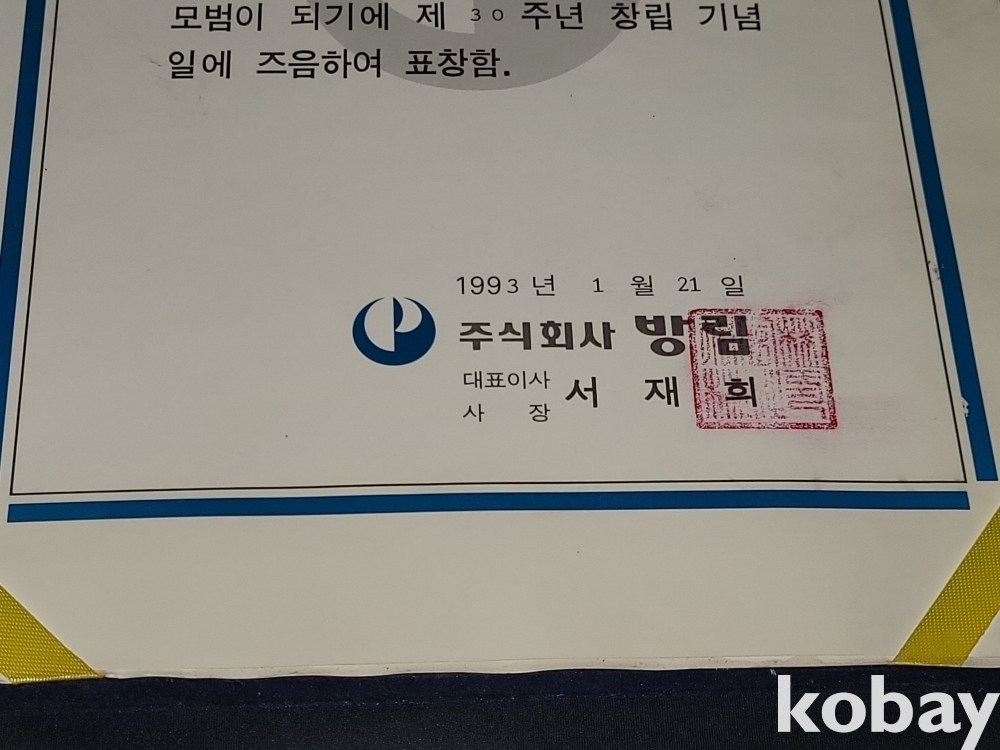 모범이 되기에 제 30 주년 창립 기념
일에 즈음하여 표창함.
1993 년 1 월 21 일
주식회사 방림
대표이사
사 장 서 재 희
kobay